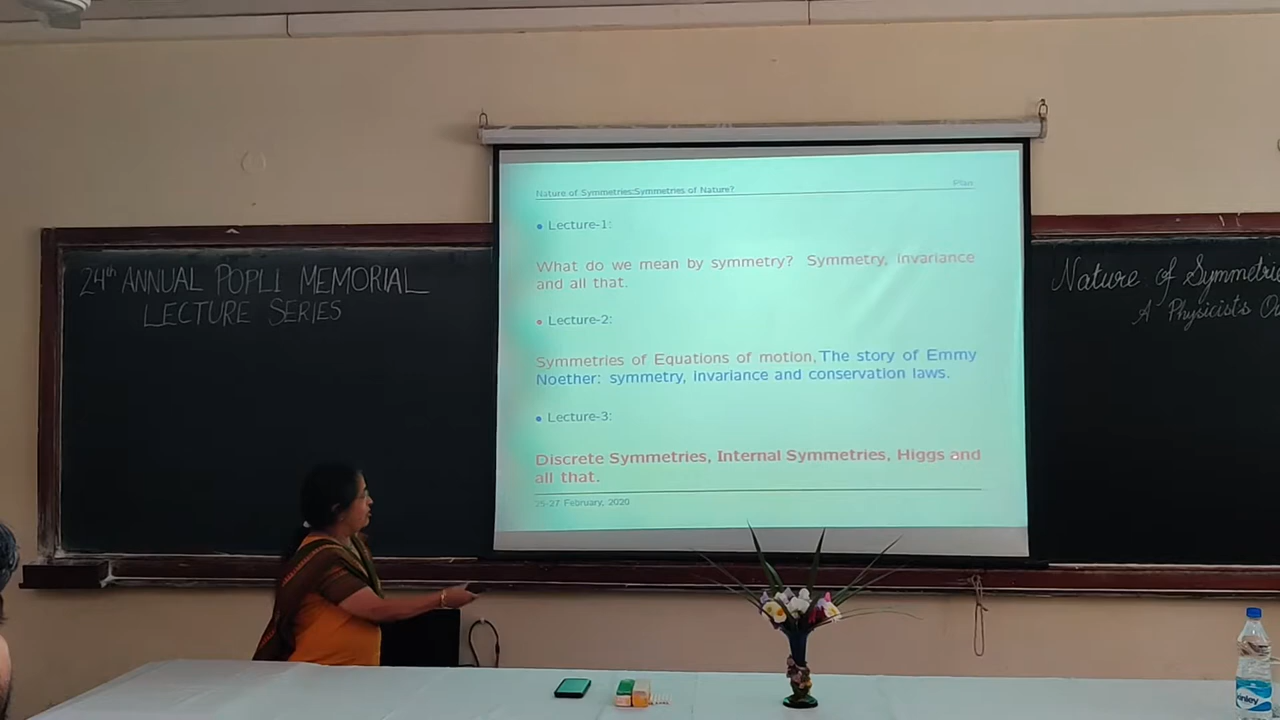 24th ANNUAL POPLI MEMORIAL
LECTURE SERIES
Nature of Symmetries:Symmetries of Nature?
Plan
• Lecture-1:
What do we mean by symmetry? Symmetry, invariance
and all that.
• Lecture-2:
Symmetries of Equations of motion,The story of Emmy
Noether: symmetry, invariance and conservation laws.
• Lecture-3:
Discrete Symmetries, Internal Symmetries, Higgs and
all that.
25-27 February, 2020
Nature of Symmetri
A Physicist's